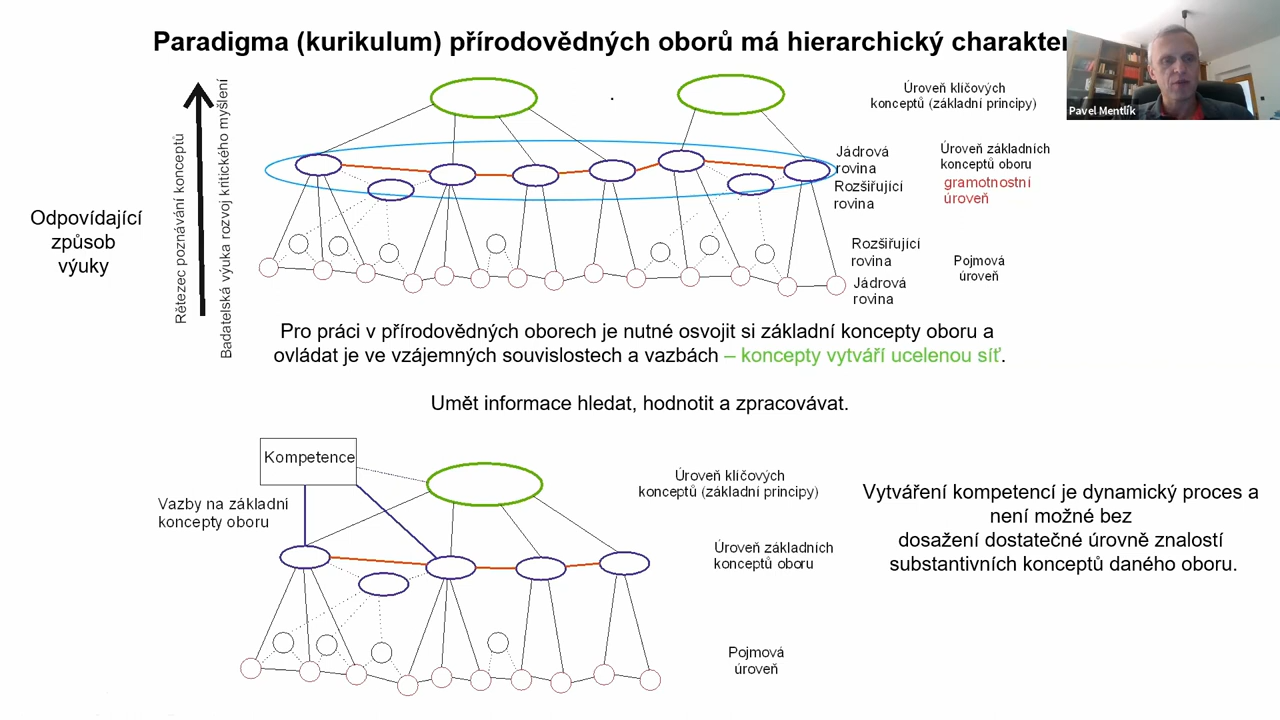 Paradigma (kurikulum) přírodovědných oborů má hierarchický charakter
Pavel Mentlík
Úroveň klíčových
konceptů (základní principy)
Řetezec poznávání konceptů
Badatelská výuka rozvoj kritického myšlení
Odpovídající
způsob
výuky
Jádrová
rovina
Rozšiřující
rovina
Úroveň základních
konceptů oboru
gramotnostní
úroveň
Rozšiřující
rovina
Jádrová
rovina
Pojmová
úroveň
Pro práci v přírodovědných oborech je nutné osvojit si základní koncepty oboru a
ovládat je ve vzájemných souvislostech a vazbách – koncepty vytváří ucelenou síť.
Umět informace hledat, hodnotit a zpracovávat.
Kompetence
Vazby na základní
koncepty oboru
Úroveň klíčových
konceptů (základní principy)
Úroveň základních
konceptů oboru
Pojmová
úroveň
Vytváření kompetencí je dynamický proces a
není možné bez
dosažení dostatečné úrovně znalostí
substantivních konceptů daného oboru.